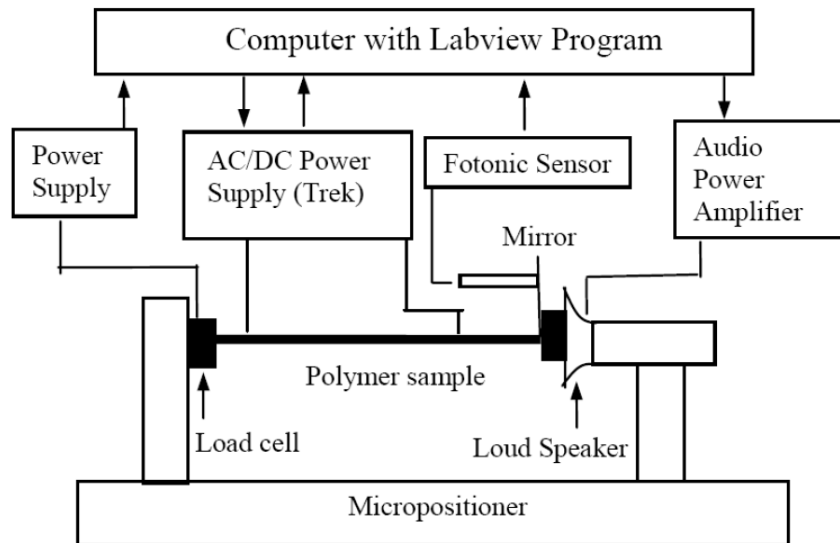 Computer with Labview Program
Power
Supply
AC/DC Power
Supply (Trek)
Fotonic Sensor
Audio
Power
Amplifier
Mirror
Polymer sample
Load cell
Loud Speaker
Micropositioner